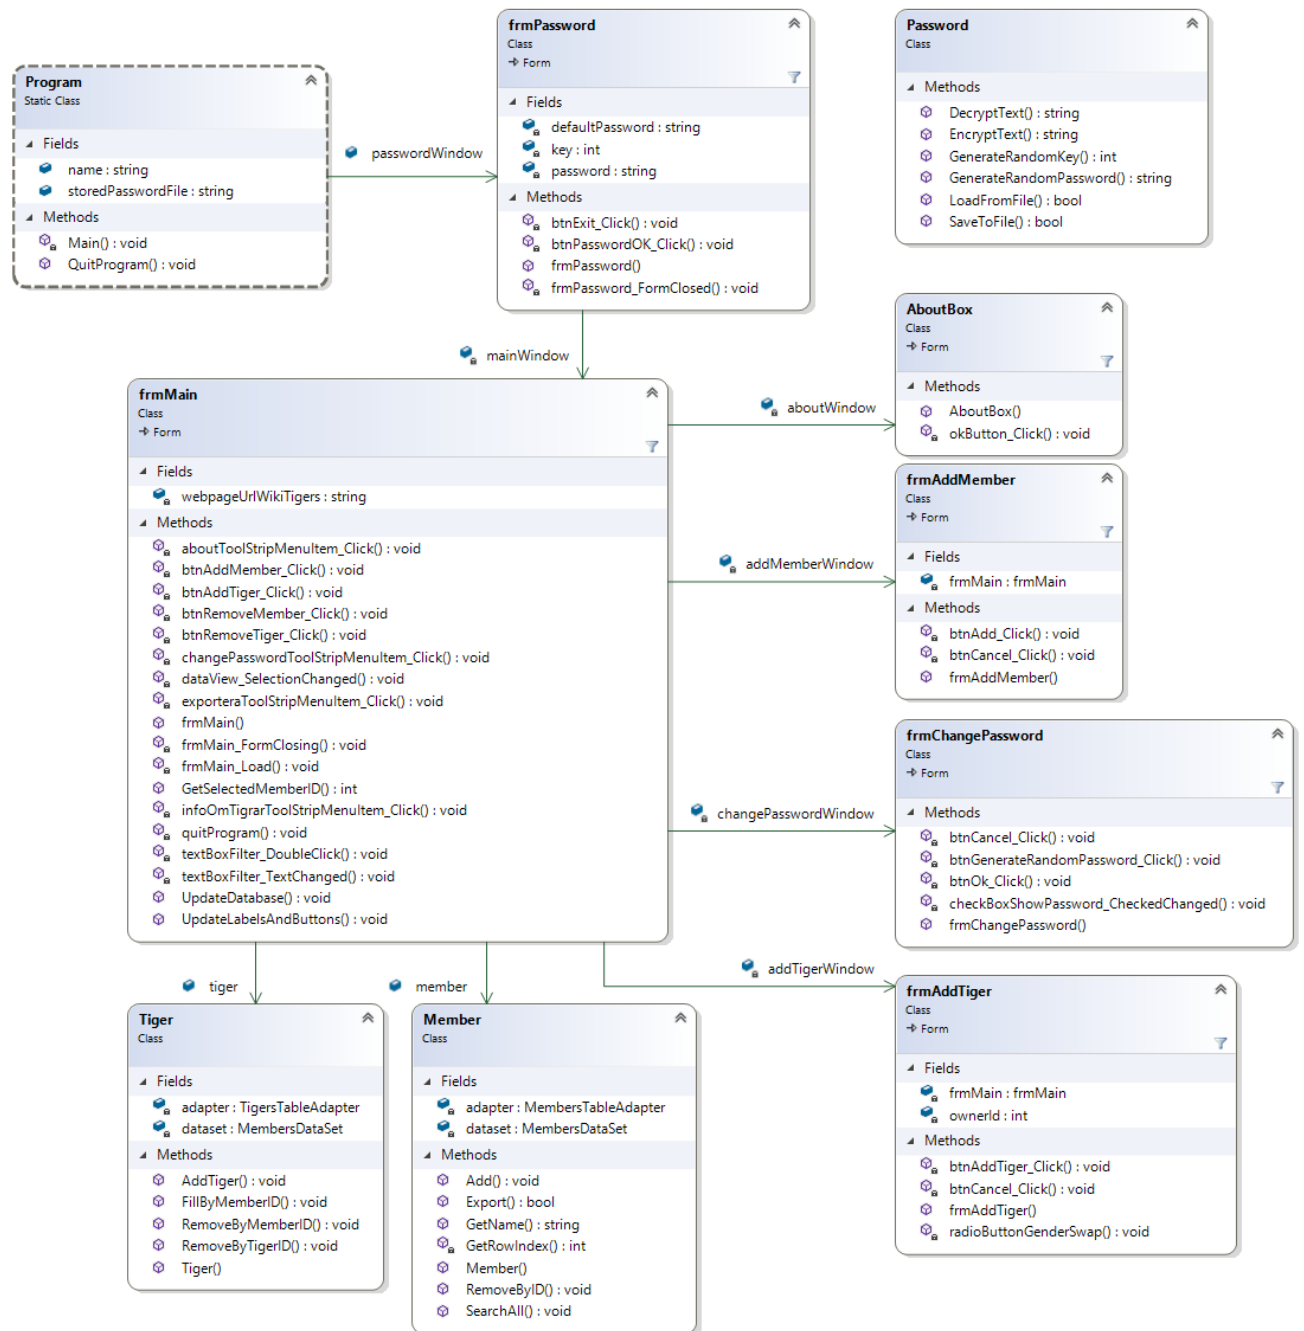 Program
Static Class
Fields
name : string
storedPasswordFile : string
Methods
Main() : void
QuitProgram() : void
passwordWindow
frmPassword
Class
Form
Fields
defaultPassword : string
key : int
password : string
Methods
btnExit_Click() : void
btnPasswordOK_Click() : void
frmPassword()
frmPassword_FormClosed() : void
Password
Class
Methods
DecryptText() : string
EncryptText() : string
GenerateRandomKey() : int
GenerateRandomPassword() : string
LoadFromFile() : bool
SaveToFile() : bool
mainWindow
frmMain
Class
Form
Fields
webpageUrlWikiTigers : string
Methods
aboutToolStripMenuItem_Click() : void
btnAddMember_Click() : void
btnAddTiger_Click() : void
btnRemoveMember_Click() : void
btnRemoveTiger_Click() : void
changePasswordToolStripMenuItem_Click() : void
dataView_SelectionChanged() : void
exporteraToolStripMenuItem_Click() : void
frmMain()
frmMain_FormClosing() : void
frmMain_Load() : void
GetSelectedMemberID() : int
infoOmTigrarToolStripMenuItem_Click() : void
quitProgram() : void
textBoxFilter_DoubleClick() : void
textBoxFilter_TextChanged() : void
UpdateDatabase() : void
UpdateLabelsAndButtons() : void
aboutWindow
AboutBox
Class
Form
Methods
AboutBox()
okButton_Click() : void
addMemberWindow
frmAddMember
Class
Form
Fields
frmMain : frmMain
Methods
btnAdd_Click() : void
btnCancel_Click() : void
frmAddMember()
changePasswordWindow
frmChangePassword
Class
Form
Methods
btnCancel_Click() : void
btnGenerateRandomPassword_Click() : void
btnOk_Click() : void
checkBoxShowPassword_CheckedChanged() : void
frmChangePassword()
tiger
Tiger
Class
Fields
adapter : TigersTableAdapter
dataset : MembersDataSet
Methods
AddTiger() : void
FillByMemberID() : void
RemoveByMemberID() : void
RemoveByTigerID() : void
Tiger()
member
Member
Class
Fields
adapter : MembersTableAdapter
dataset : MembersDataSet
Methods
Add() : void
Export() : bool
GetName() : string
GetRowIndex() : int
Member()
RemoveByID() : void
SearchAll() : void
addTigerWindow
frmAddTiger
Class
Form
Fields
frmMain : frmMain
ownerId : int
Methods
btnAddTiger_Click() : void
btnCancel_Click() : void
frmAddTiger()
radioButtonGenderSwap() : void